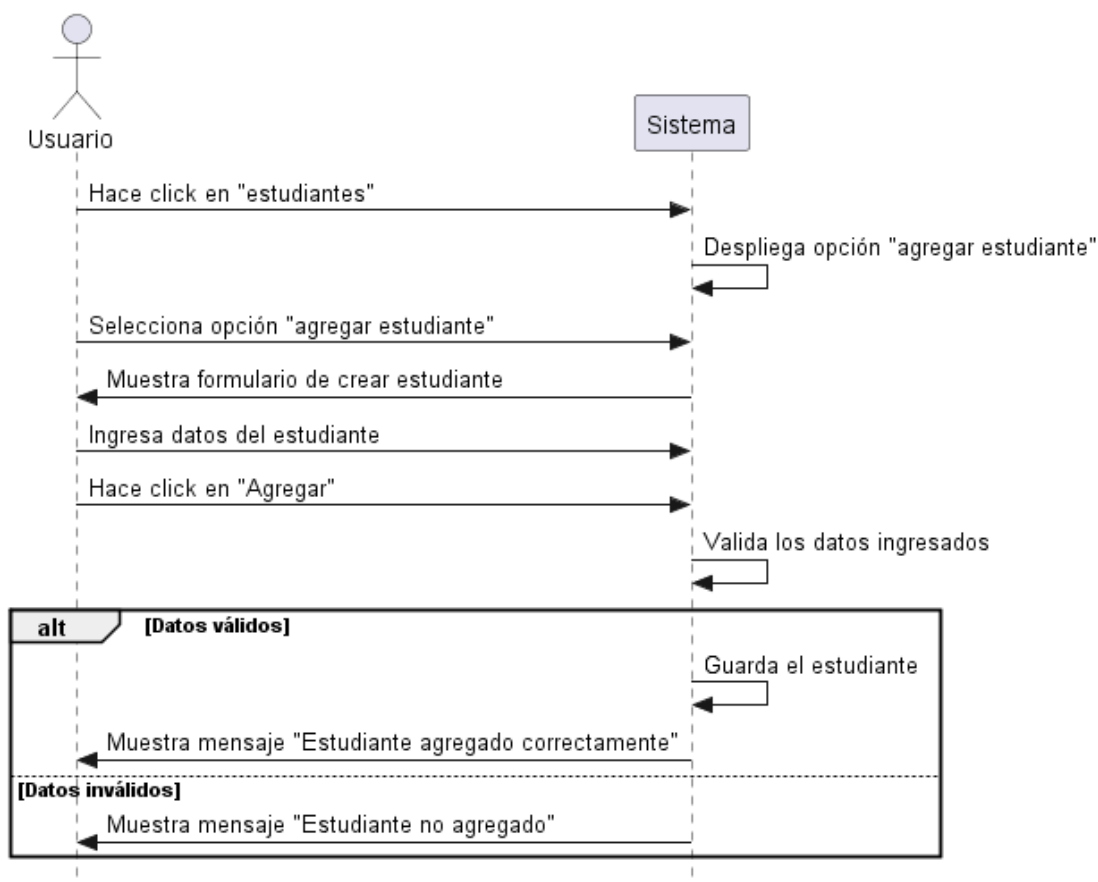 Usuario
Sistema
Hace click en "estudiantes"
Despliega opción "agregar estudiante"
Selecciona opción "agregar estudiante"
Muestra formulario de crear estudiante
Ingresa datos del estudiante
Hace click en "Agregar"
Valida los datos ingresados
alt [Datos válidos]
Guarda el estudiante
Muestra mensaje "Estudiante agregado correctamente"
[Datos inválidos]
Muestra mensaje "Estudiante no agregado"